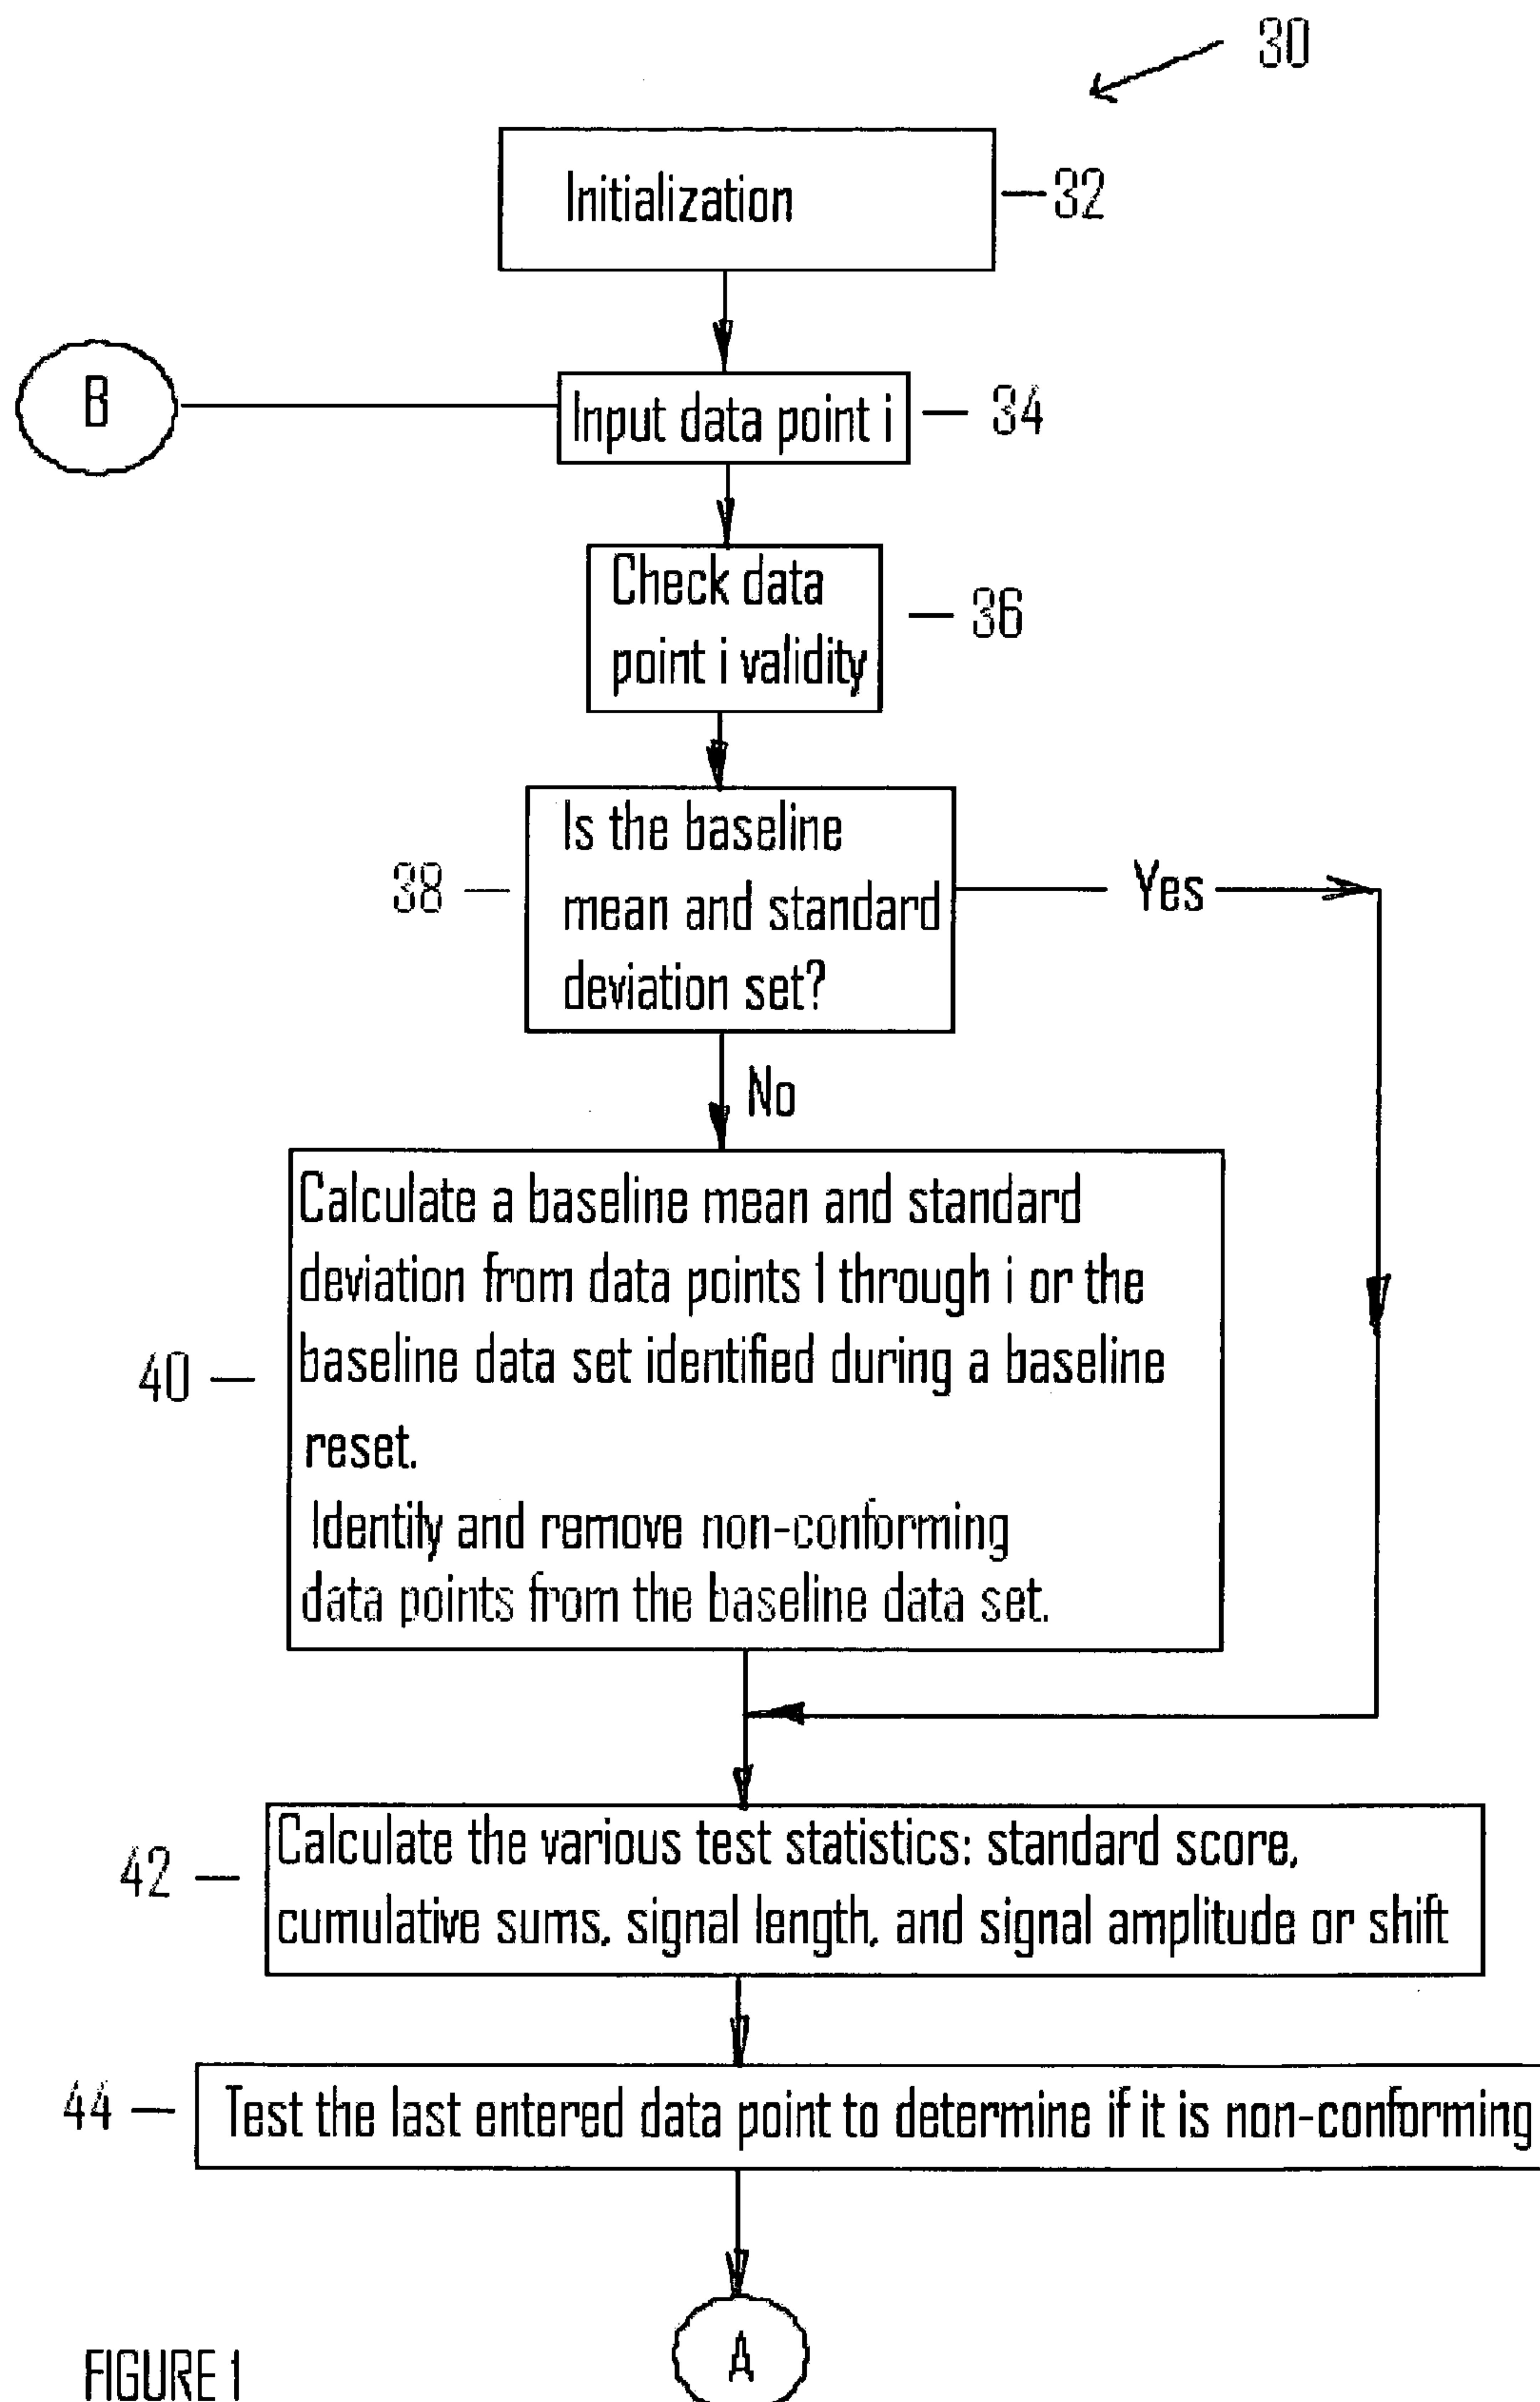 30
Initialization
32
B
Input data point i
34
Check data
point i validity
36
Is the baseline
mean and standard
deviation set?
38
Yes
No
Calculate a baseline mean and standard
deviation from data points 1 through i or the
baseline data set identified during a baseline
reset.
Identify and remove non-conforming
data points from the baseline data set.
40
Calculate the various test statistics: standard score,
cumulative sums, signal length, and signal amplitude or shift
42
44
Test the last entered data point to determine if it is non-conforming
A
FIGURE 1